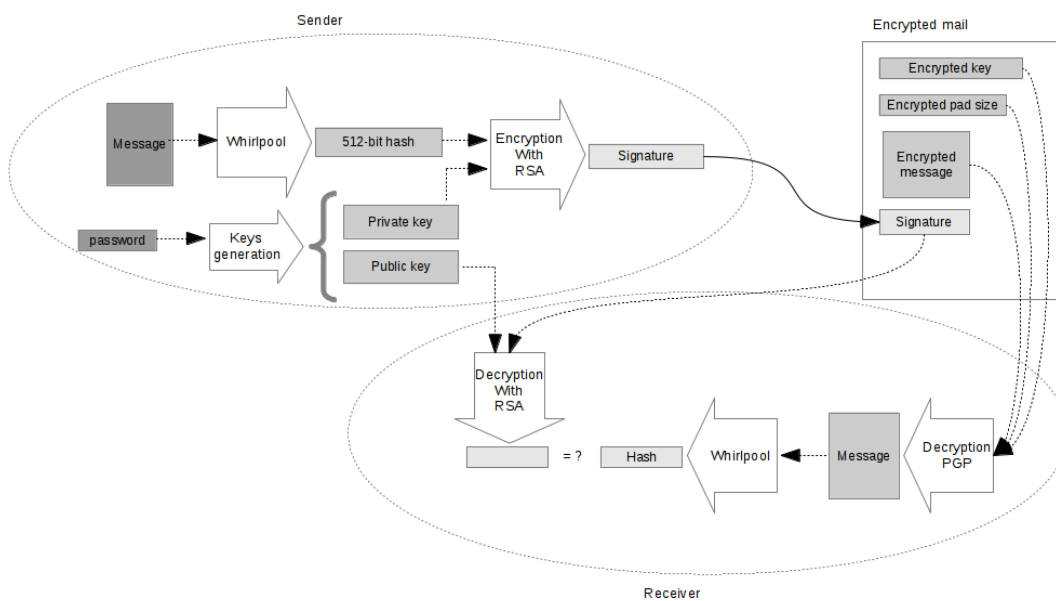 Sender
Encrypted mail
Encrypted key
Encrypted pad size
Message
Whirlpool
512-bit hash
Encryption
With
RSA
Signature
Encrypted
message
password
Keys
generation
Private key
Public key
Signature
Decryption
With
RSA
= ?
Hash
Whirlpool
Message
Decryption
PGP
Receiver